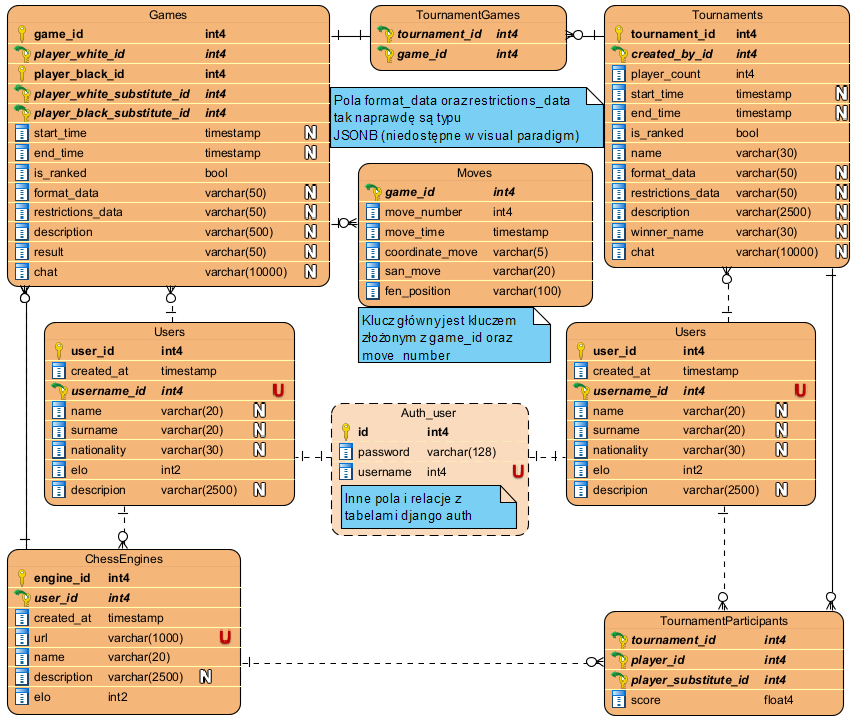 Games
game_id int4
player_white_id int4
player_black_id int4
player_white_substitute_id int4
player_black_substitute_id int4
start_time timestamp N
end_time timestamp N
is_ranked bool
format_data varchar(50) N
restrictions_data varchar(50) N
description varchar(500) N
result varchar(50) N
chat varchar(10000) N
TournamentGames
tournament_id int4
game_id int4
Tournaments
tournament_id int4
created_by_id int4
player_count int4
start_time timestamp N
end_time timestamp N
is_ranked bool
name varchar(30)
format_data varchar(50) N
restrictions_data varchar(50) N
description varchar(2500) N
winner_name varchar(30) N
chat varchar(10000) N
Pola format_data oraz restrictions_data
tak naprawdę są typu
JSONB (niedostępne w visual paradigm)
Moves
game_id int4
move_number int4
move_time timestamp
coordinate_move varchar(5)
san_move varchar(20)
fen_position varchar(100)
Klucz główny jest kluczem
złożonym z game_id oraz
move_number
Users
user_id int4
created_at timestamp
username_id int4 U
name varchar(20) N
surname varchar(20) N
nationality varchar(30) N
elo int2
descripion varchar(2500) N
Auth_user
id int4
password varchar(128)
username int4 U
Inne pola i relacje z
tabelami django auth
Users
user_id int4
created_at timestamp
username_id int4 U
name varchar(20) N
surname varchar(20) N
nationality varchar(30) N
elo int2
descripion varchar(2500) N
ChessEngines
engine_id int4
user_id int4
created_at timestamp
url varchar(1000) U
name varchar(20)
description varchar(2500) N
elo int2
TournamentParticipants
tournament_id int4
player_id int4
player_substitute_id int4
score float4